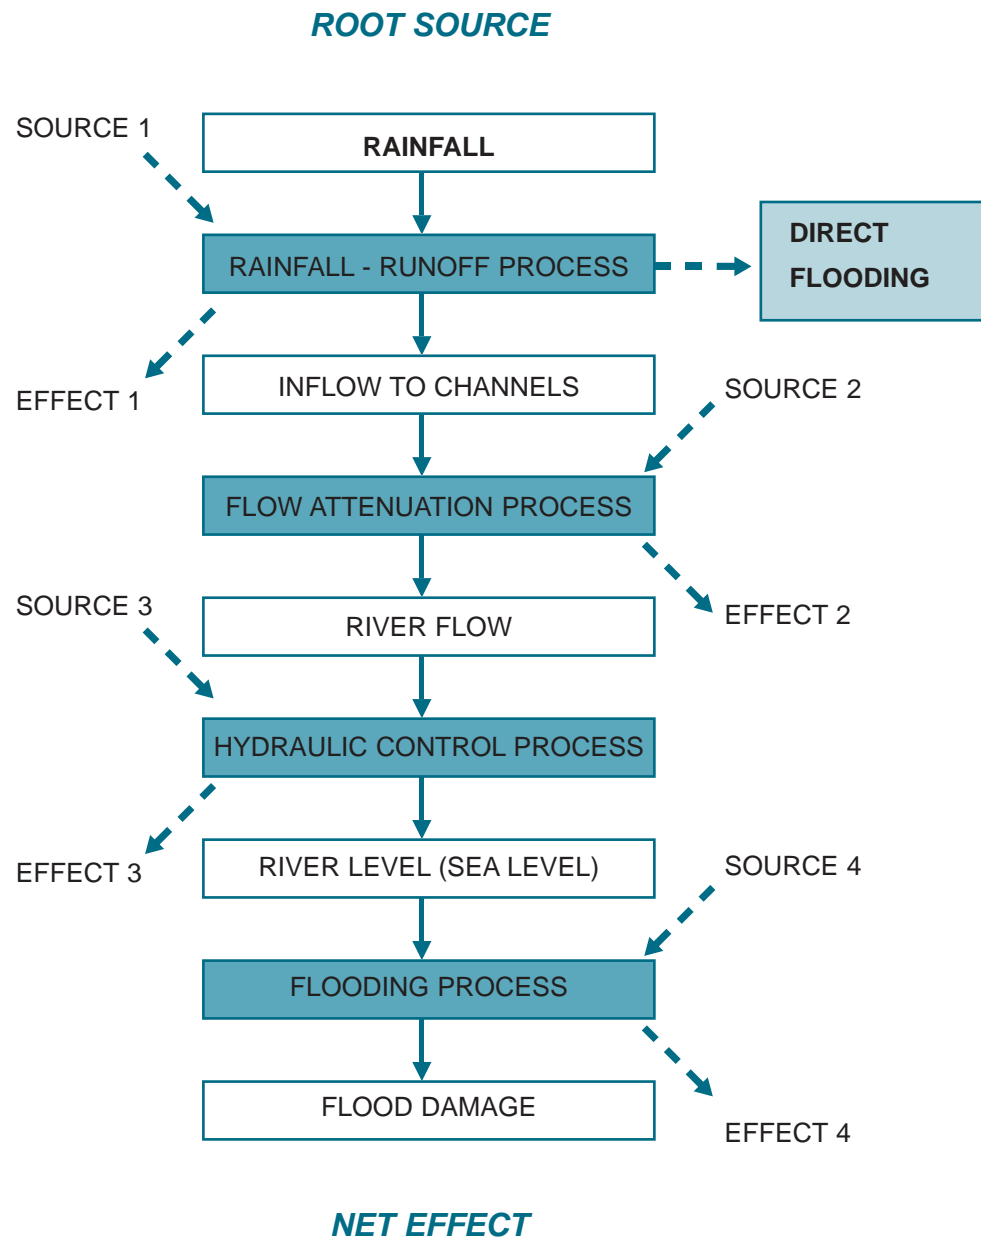 ROOT SOURCE
SOURCE 1
RAINFALL
RAINFALL - RUNOFF PROCESS
DIRECT
FLOODING
EFFECT 1
INFLOW TO CHANNELS
SOURCE 2
FLOW ATTENUATION PROCESS
SOURCE 3
RIVER FLOW
EFFECT 2
HYDRAULIC CONTROL PROCESS
EFFECT 3
RIVER LEVEL (SEA LEVEL)
SOURCE 4
FLOODING PROCESS
FLOOD DAMAGE
EFFECT 4
NET EFFECT